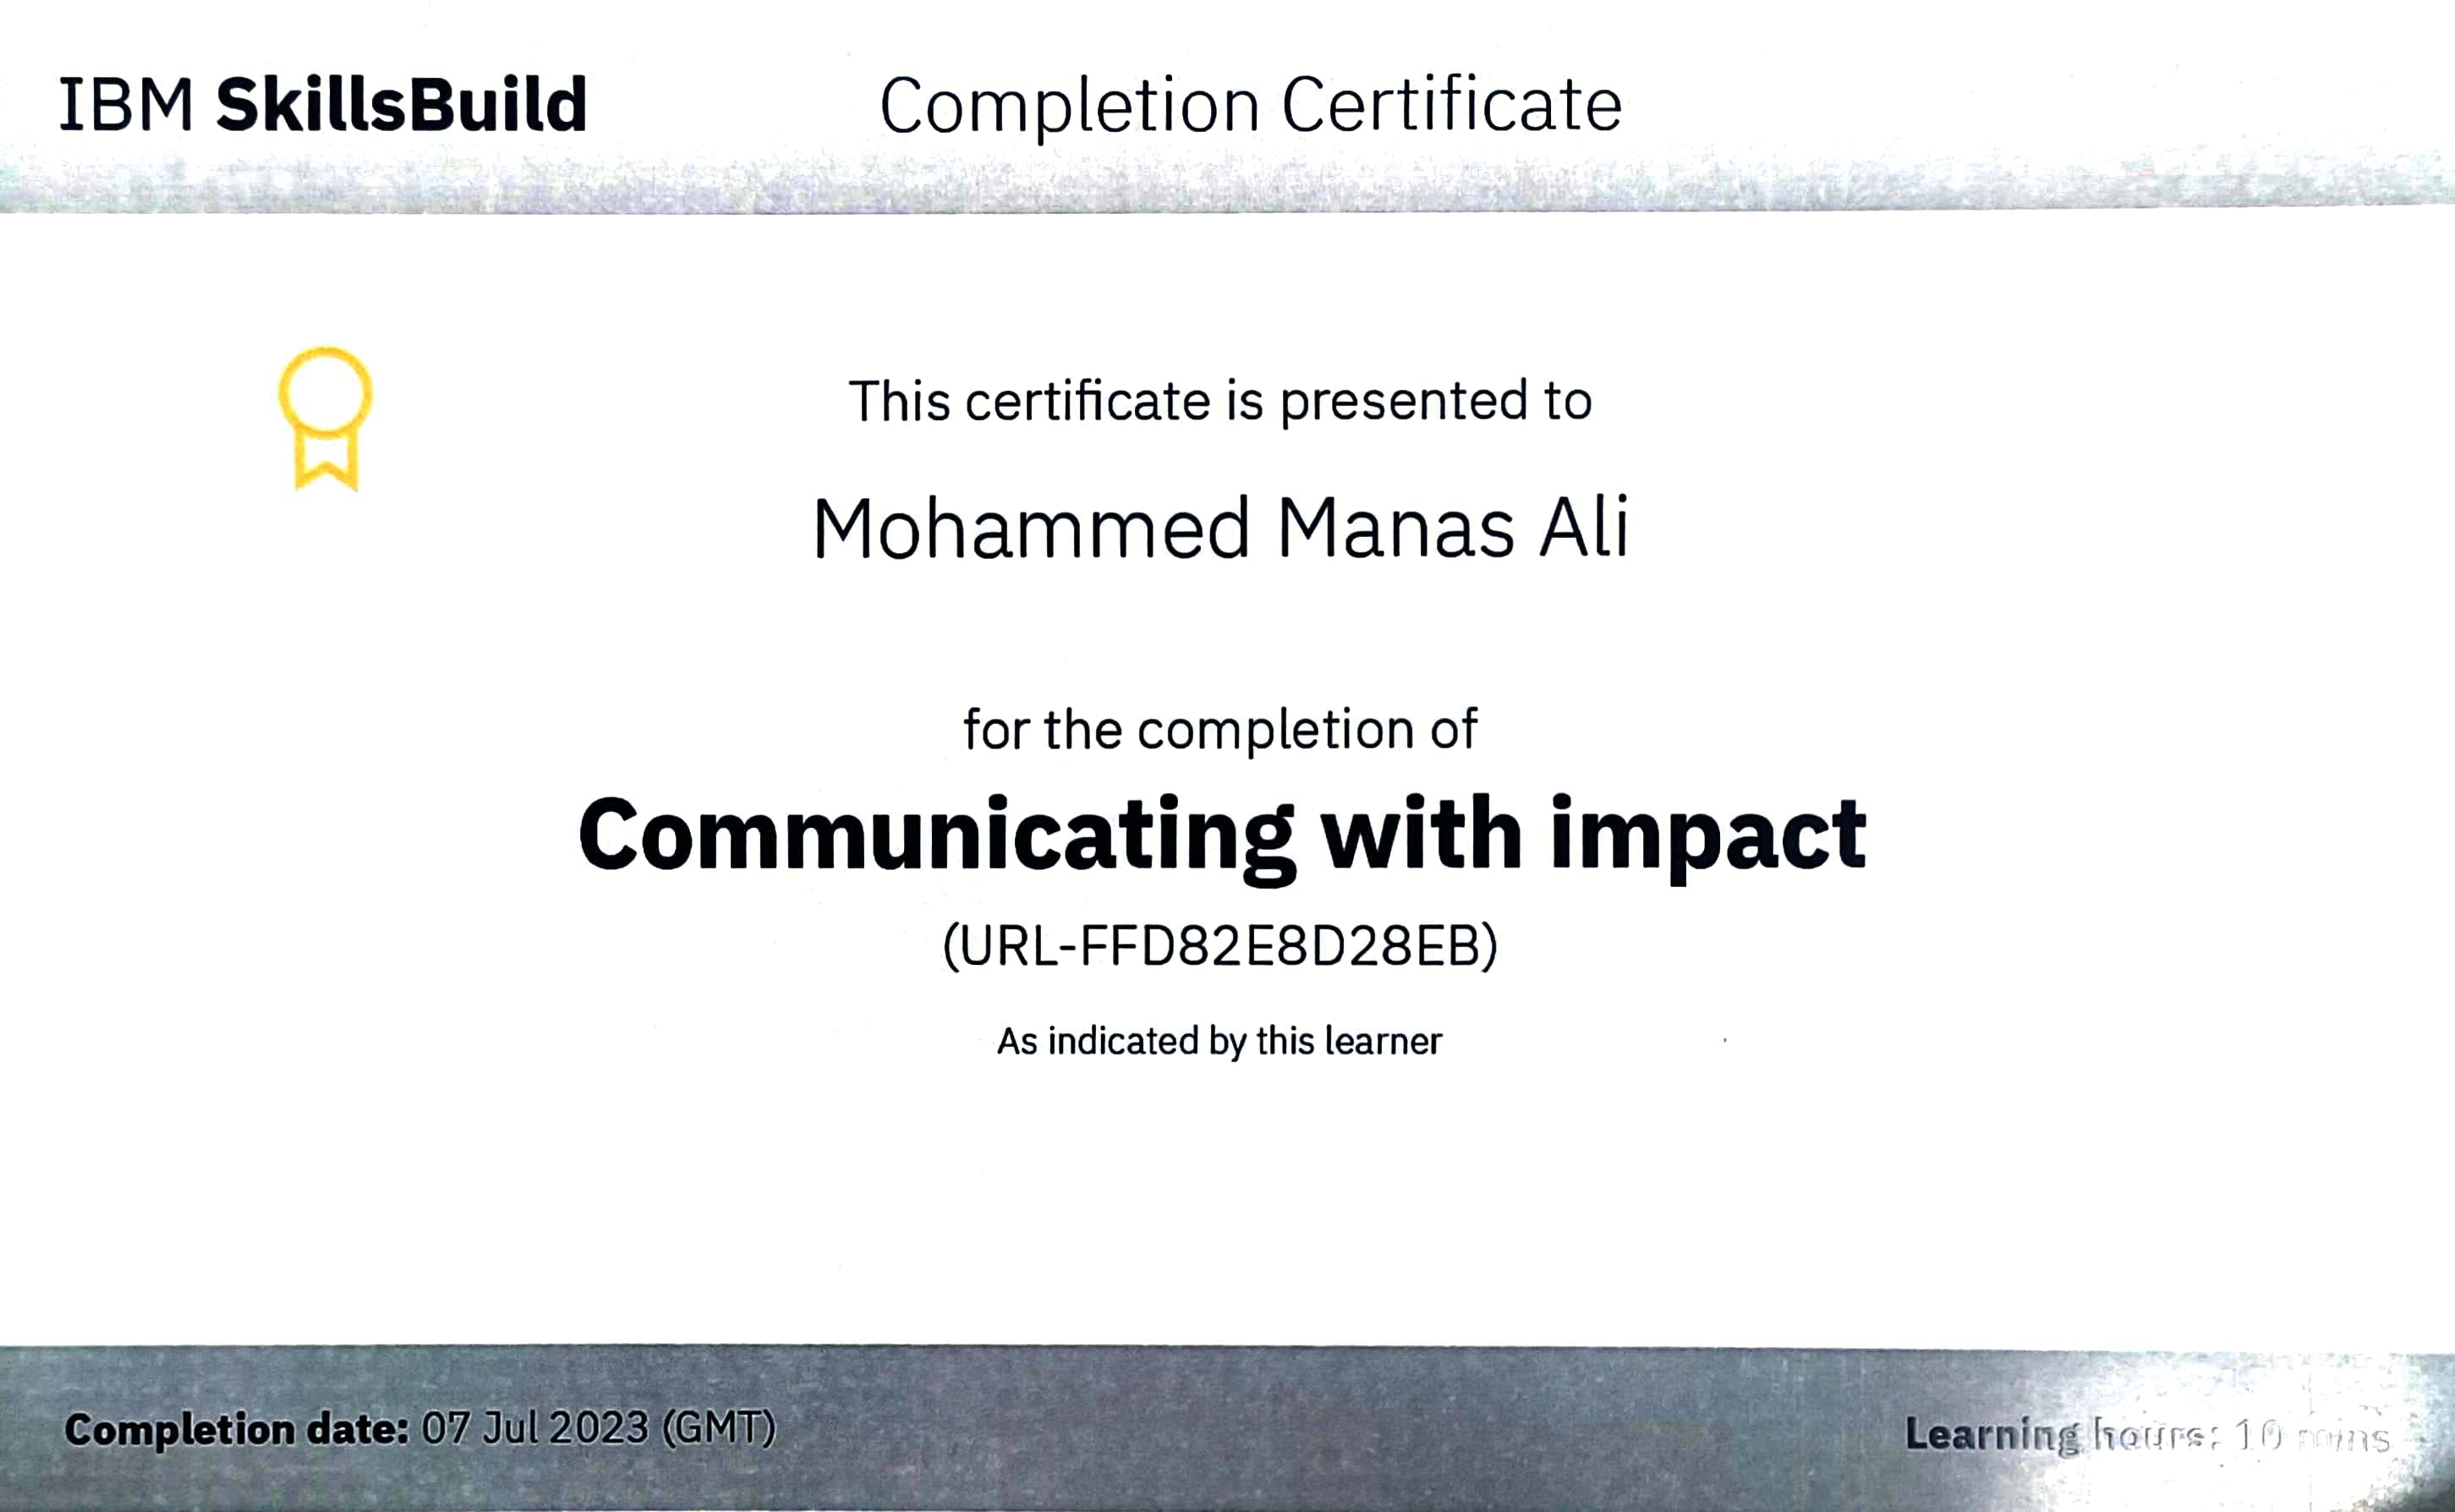 IBM SkillsBuild
Completion Certificate
This certificate is presented to
Mohammed Manas Ali
for the completion of
Communicating with impact
(URL-FFD82E8D28EB)
As indicated by this learner
Completion date: 07 Jul 2023 (GMT)
Learning hours: 10 mins